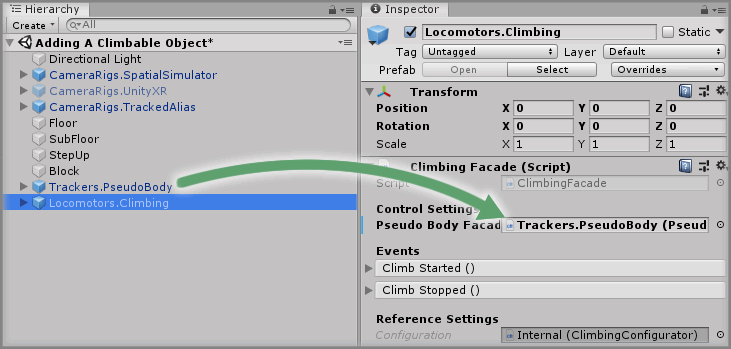 Hierarchy
Create
All
Adding A Climbable Object*
Directional Light
CameraRigs.SpatialSimulator
CameraRigs.UnityXR
CameraRigs.TrackedAlias
Floor
SubFloor
StepUp
Block
Trackers.PseudoBody
Locomotors.Climbing
Inspector
Locomotors.Climbing
Static
Tag Untagged Layer Default
Prefab Open Select Overrides
Transform
Position X 0 Y 0 Z 0
Rotation X 0 Y 0 Z 0
Scale X 1 Y 1 Z 1
Climbing Facade (Script)
Script ClimbingFacade
Control Settings
Pseudo Body Facad Trackers.PseudoBody (Pseud
Events
Climb Started ()
Climb Stopped ()
Reference Settings
Configuration Internal (ClimbingConfigurator)